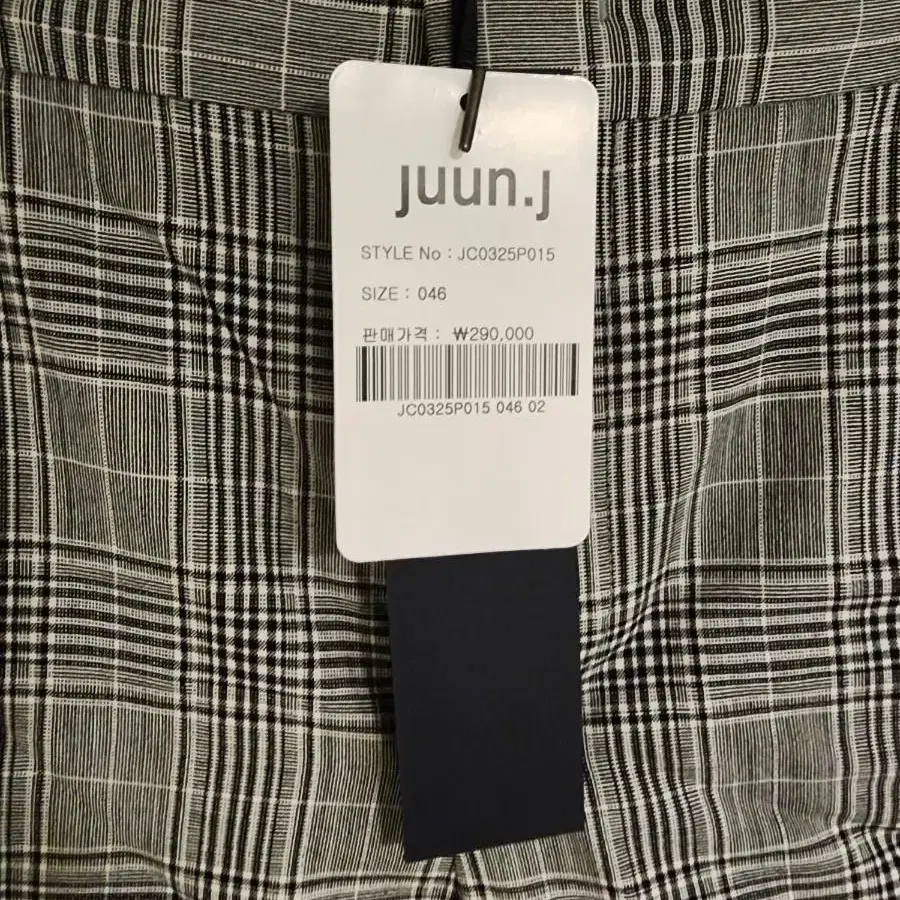 juun.j
STYLE No : JC0325P015
SIZE : 046
판매가격 : ₩290,000
JC0325P015 046 02